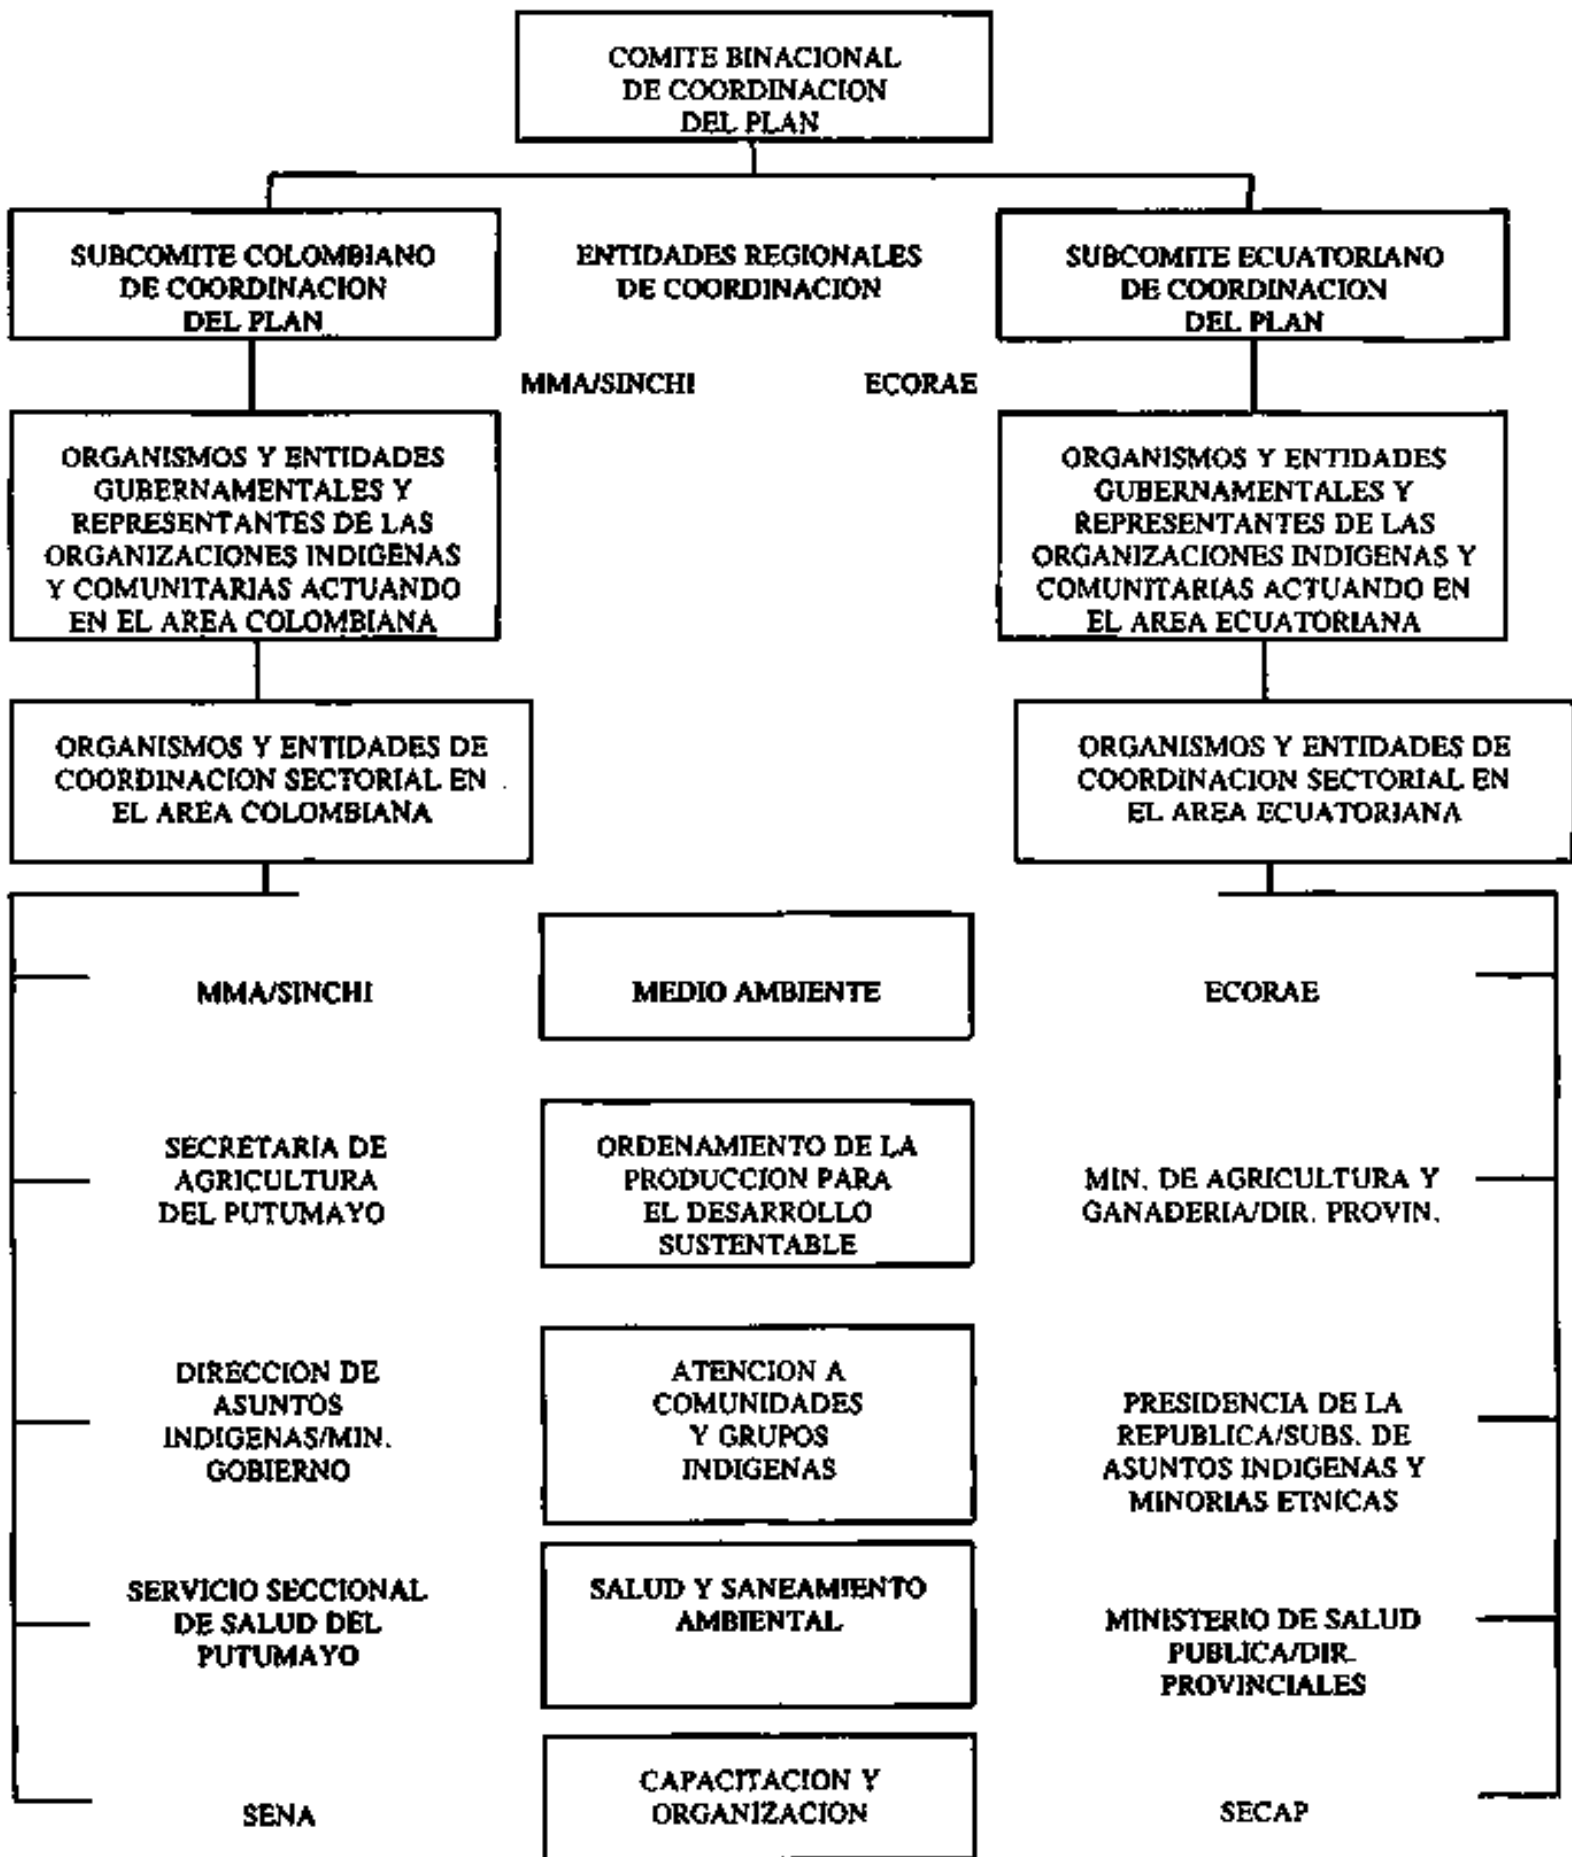 COMITE BINACIONAL
DE COORDINACION
DEL PLAN
SUBCOMITE COLOMBIANO
DE COORDINACION
DEL PLAN
ENTIDADES REGIONALES
DE COORDINACION
SUBCOMITE ECUATORIANO
DE COORDINACION
DEL PLAN
MMA/SINCHI
ECORAE
ORGANISMOS Y ENTIDADES
GUBERNAMENTALES Y
REPRESENTANTES DE LAS
ORGANIZACIONES INDIGENAS
Y COMUNITARIAS ACTUANDO
EN EL AREA COLOMBIANA
ORGANISMOS Y ENTIDADES
GUBERNAMENTALES Y
REPRESENTANTES DE LAS
ORGANIZACIONES INDIGENAS Y
COMUNITARIAS ACTUANDO EN
EL AREA ECUATORIANA
ORGANISMOS Y ENTIDADES DE
COORDINACION SECTORIAL EN
EL AREA COLOMBIANA
ORGANISMOS Y ENTIDADES DE
COORDINACION SECTORIAL EN
EL AREA ECUATORIANA
MMA/SINCHI
MEDIO AMBIENTE
ECORAE
SECRETARIA DE
AGRICULTURA
DEL PUTUMAYO
ORDENAMIENTO DE LA
PRODUCCION PARA
EL DESARROLLO
SUSTENTABLE
MIN. DE AGRICULTURA Y
GANADERIA/DIR. PROVIN.
DIRECCION DE
ASUNTOS
INDIGENAS/MIN.
GOBIERNO
ATENCION A
COMUNIDADES
Y GRUPOS
INDIGENAS
PRESIDENCIA DE LA
REPUBLICA/SUBS. DE
ASUNTOS INDIGENAS Y
MINORIAS ETNICAS
SERVICIO SECCIONAL
DE SALUD DEL
PUTUMAYO
SALUD Y SANEAMIENTO
AMBIENTAL
MINISTERIO DE SALUD
PUBLICA/DIR.
PROVINCIALES
SENA
CAPACITACION Y
ORGANIZACION
SECAP